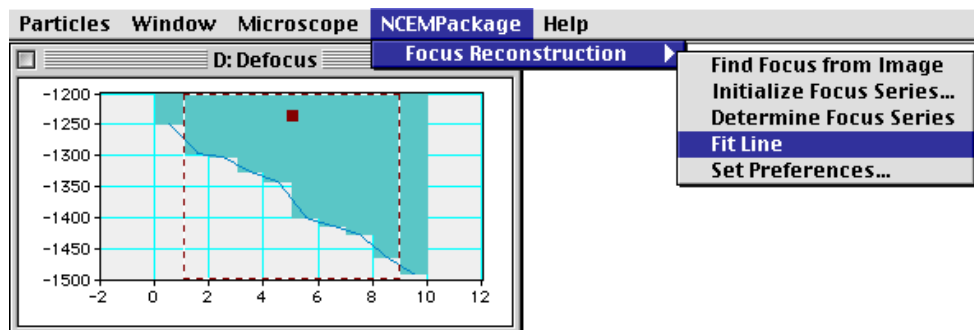 Particles Window Microscope NCEMPackage Help
Focus Reconstruction
D: Defocus
Find Focus from Image
Initialize Focus Series...
Determine Focus Series
Fit Line
Set Preferences...
-1200
-1250
-1300
-1350
-1400
-1450
-1500
-2 0 2 4 6 8 10 12